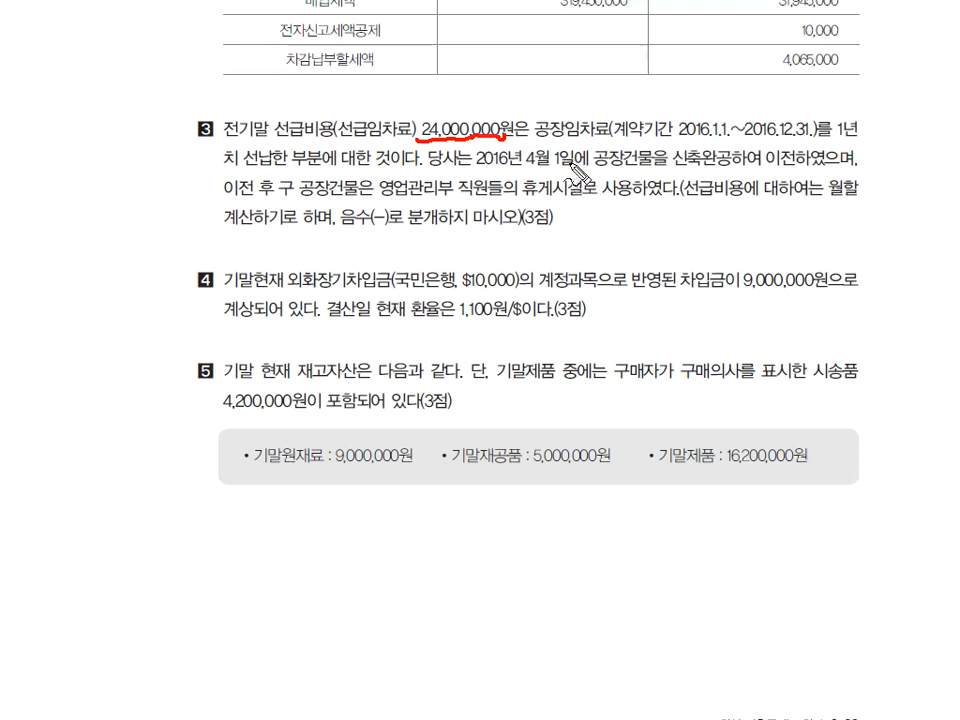 매입세액 319,450,000 31,945,000
전자신고세액공제 10,000
차감납부할세액 4,065,000
3 전기말 선급비용(선급임차료) 24,000,000원은 공장임차료(계약기간 2016.1.1.~2016.12.31.)를 1년
치 선납한 부분에 대한 것이다. 당사는 2016년 4월 1일에 공장건물을 신축완공하여 이전하였으며,
이전 후 구 공장건물은 영업관리부 직원들의 휴게시설로 사용하였다.(선급비용에 대하여는 월할
계산하기로 하며, 음수(-)로 분개하지 마시오)(3점)
4 기말현재 외화장기차입금(국민은행, $10,000)의 계정과목으로 반영된 차입금이 9,000,000원으로
계상되어 있다. 결산일 현재 환율은 1,100원/$이다.(3점)
5 기말 현재 재고자산은 다음과 같다. 단, 기말제품 중에는 구매자가 구매의사를 표시한 시송품
4,200,000원이 포함되어 있다(3점)
• 기말원재료 : 9,000,000원 • 기말재공품 : 5,000,000원 • 기말제품 : 16,200,000원